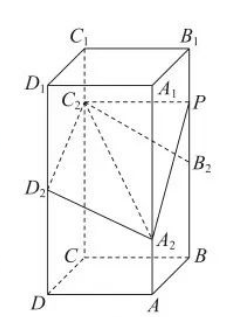 C₁ B₁
D₁ A₁
C₂ P
B₂
D₂
A₂
C B
D A